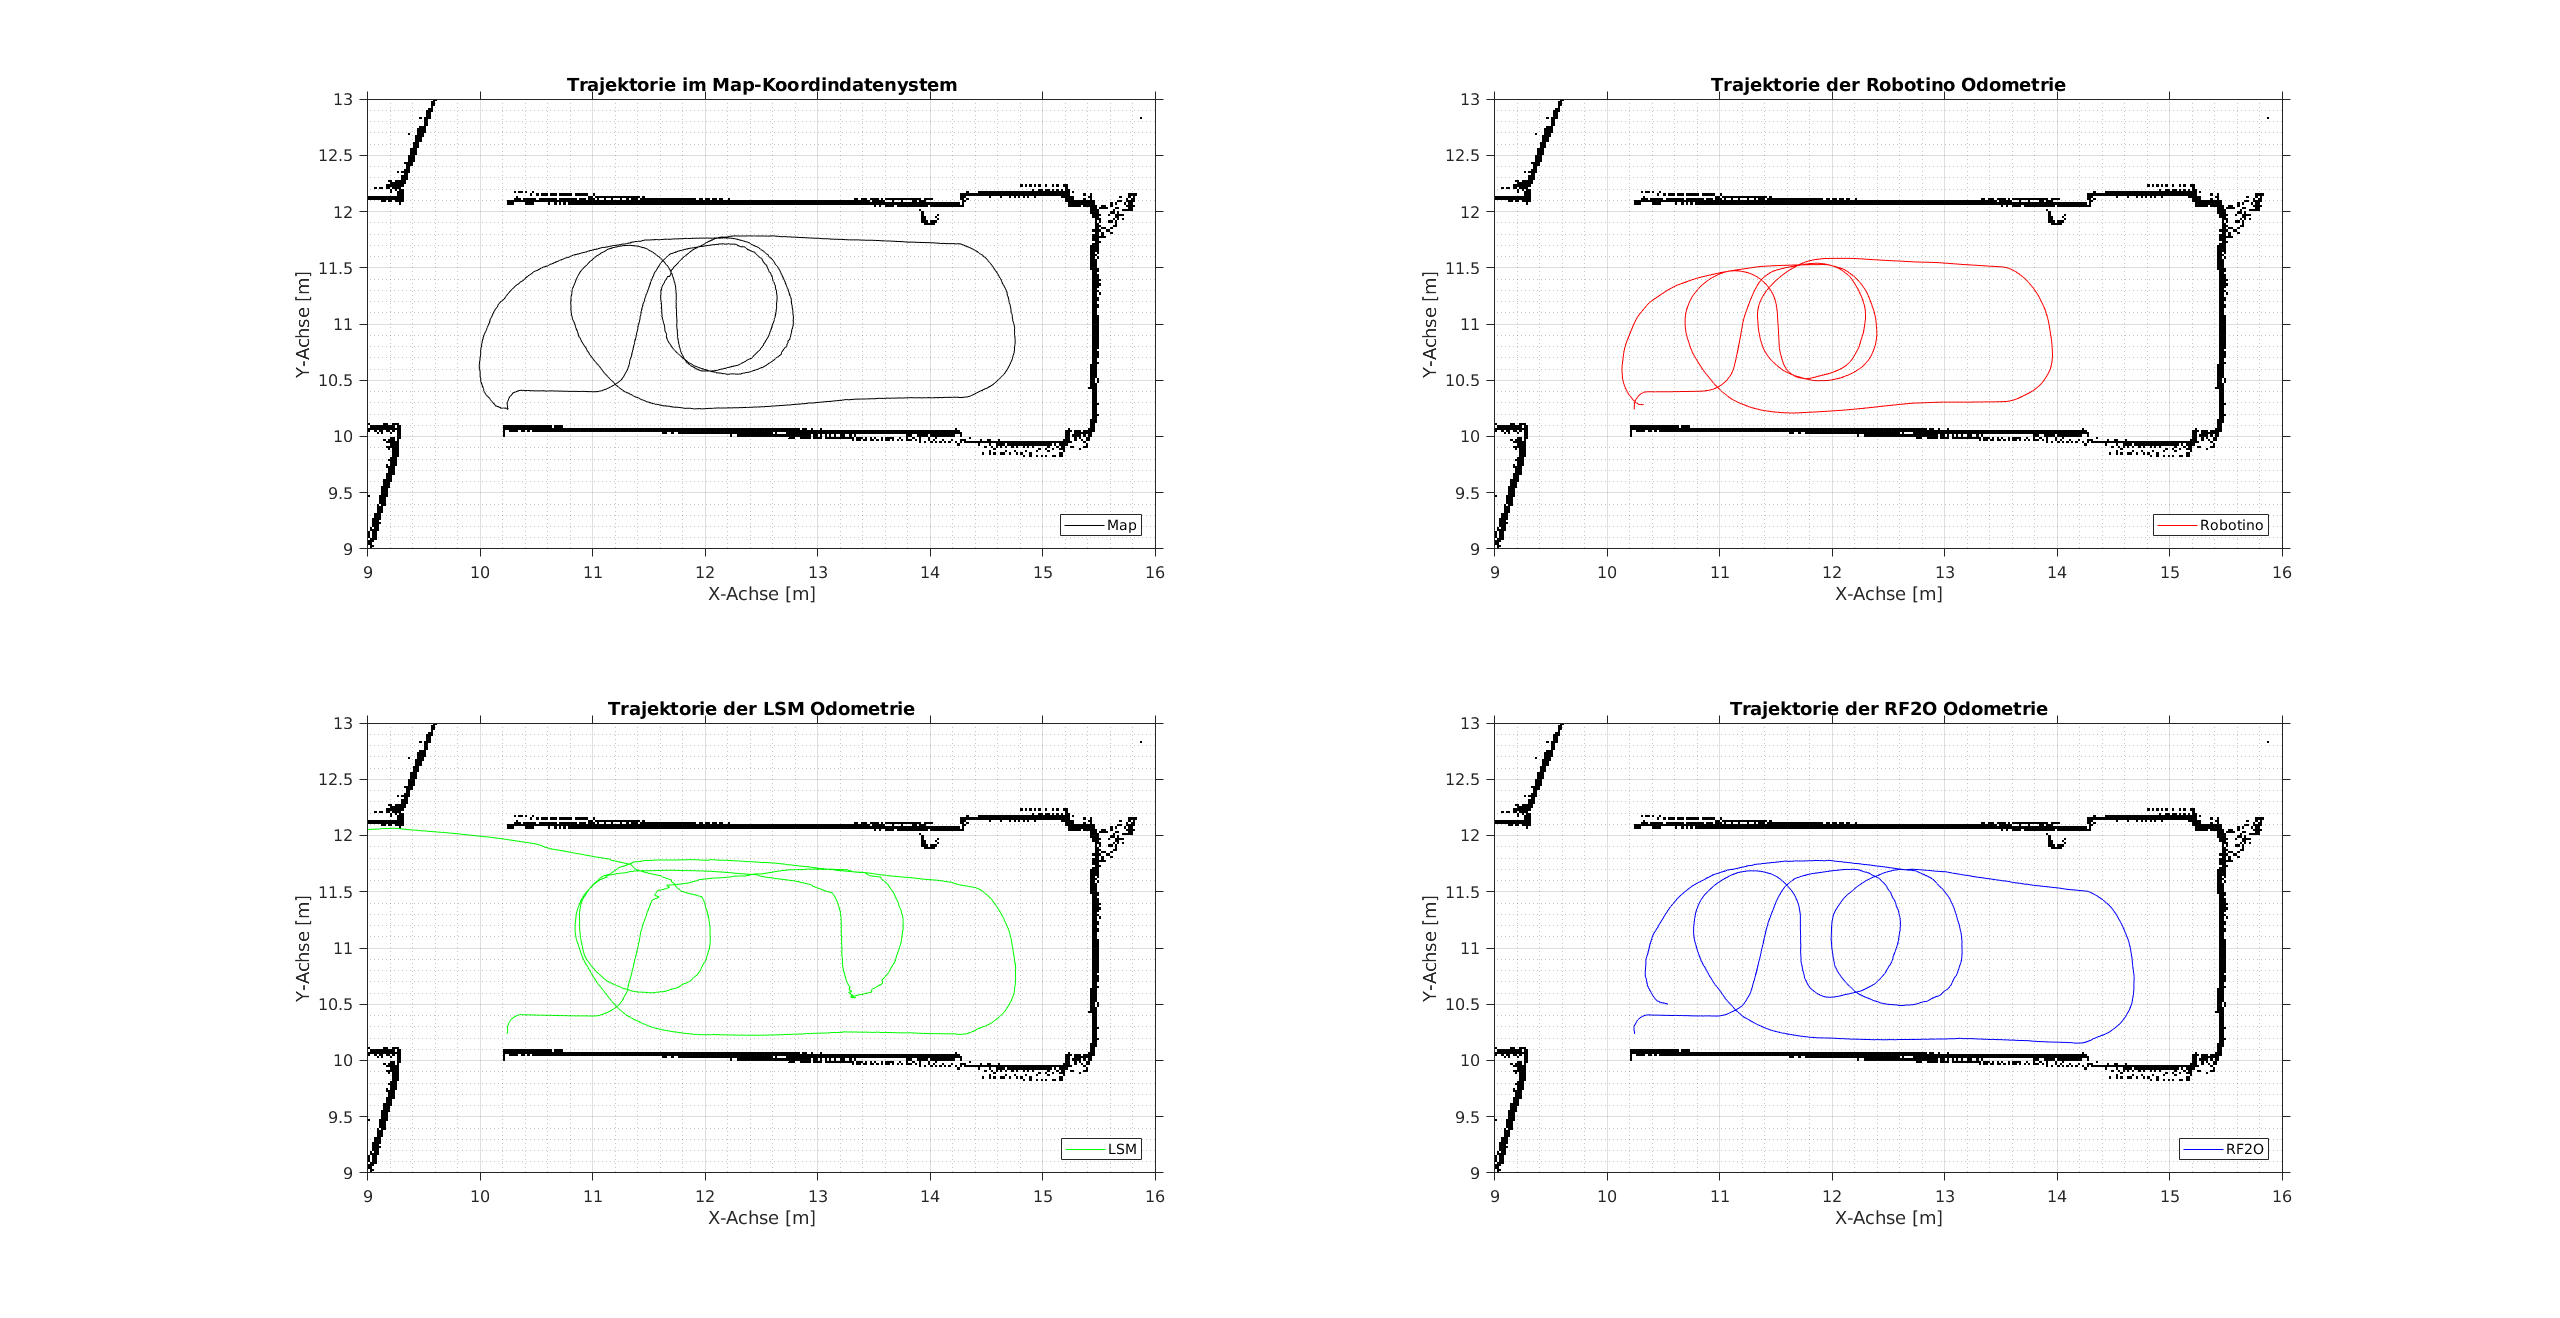 Trajektorie im Map-Koordindatenystem
13
12.5
12
11.5
11
10.5
10
9.5
9
Y-Achse [m]
Map
9 10 11 12 13 14 15 16
X-Achse [m]
Trajektorie der Robotino Odometrie
13
12.5
12
11.5
11
10.5
10
9.5
9
Y-Achse [m]
Robotino
9 10 11 12 13 14 15 16
X-Achse [m]
Trajektorie der LSM Odometrie
13
12.5
12
11.5
11
10.5
10
9.5
9
Y-Achse [m]
LSM
9 10 11 12 13 14 15 16
X-Achse [m]
Trajektorie der RF2O Odometrie
13
12.5
12
11.5
11
10.5
10
9.5
9
Y-Achse [m]
RF2O
9 10 11 12 13 14 15 16
X-Achse [m]